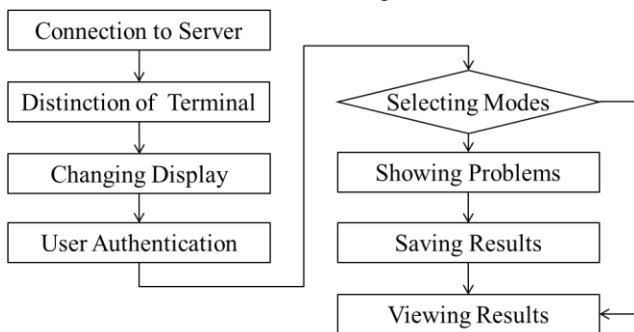 Connection to Server
Distinction of Terminal
Changing Display
User Authentication
Selecting Modes
Showing Problems
Saving Results
Viewing Results